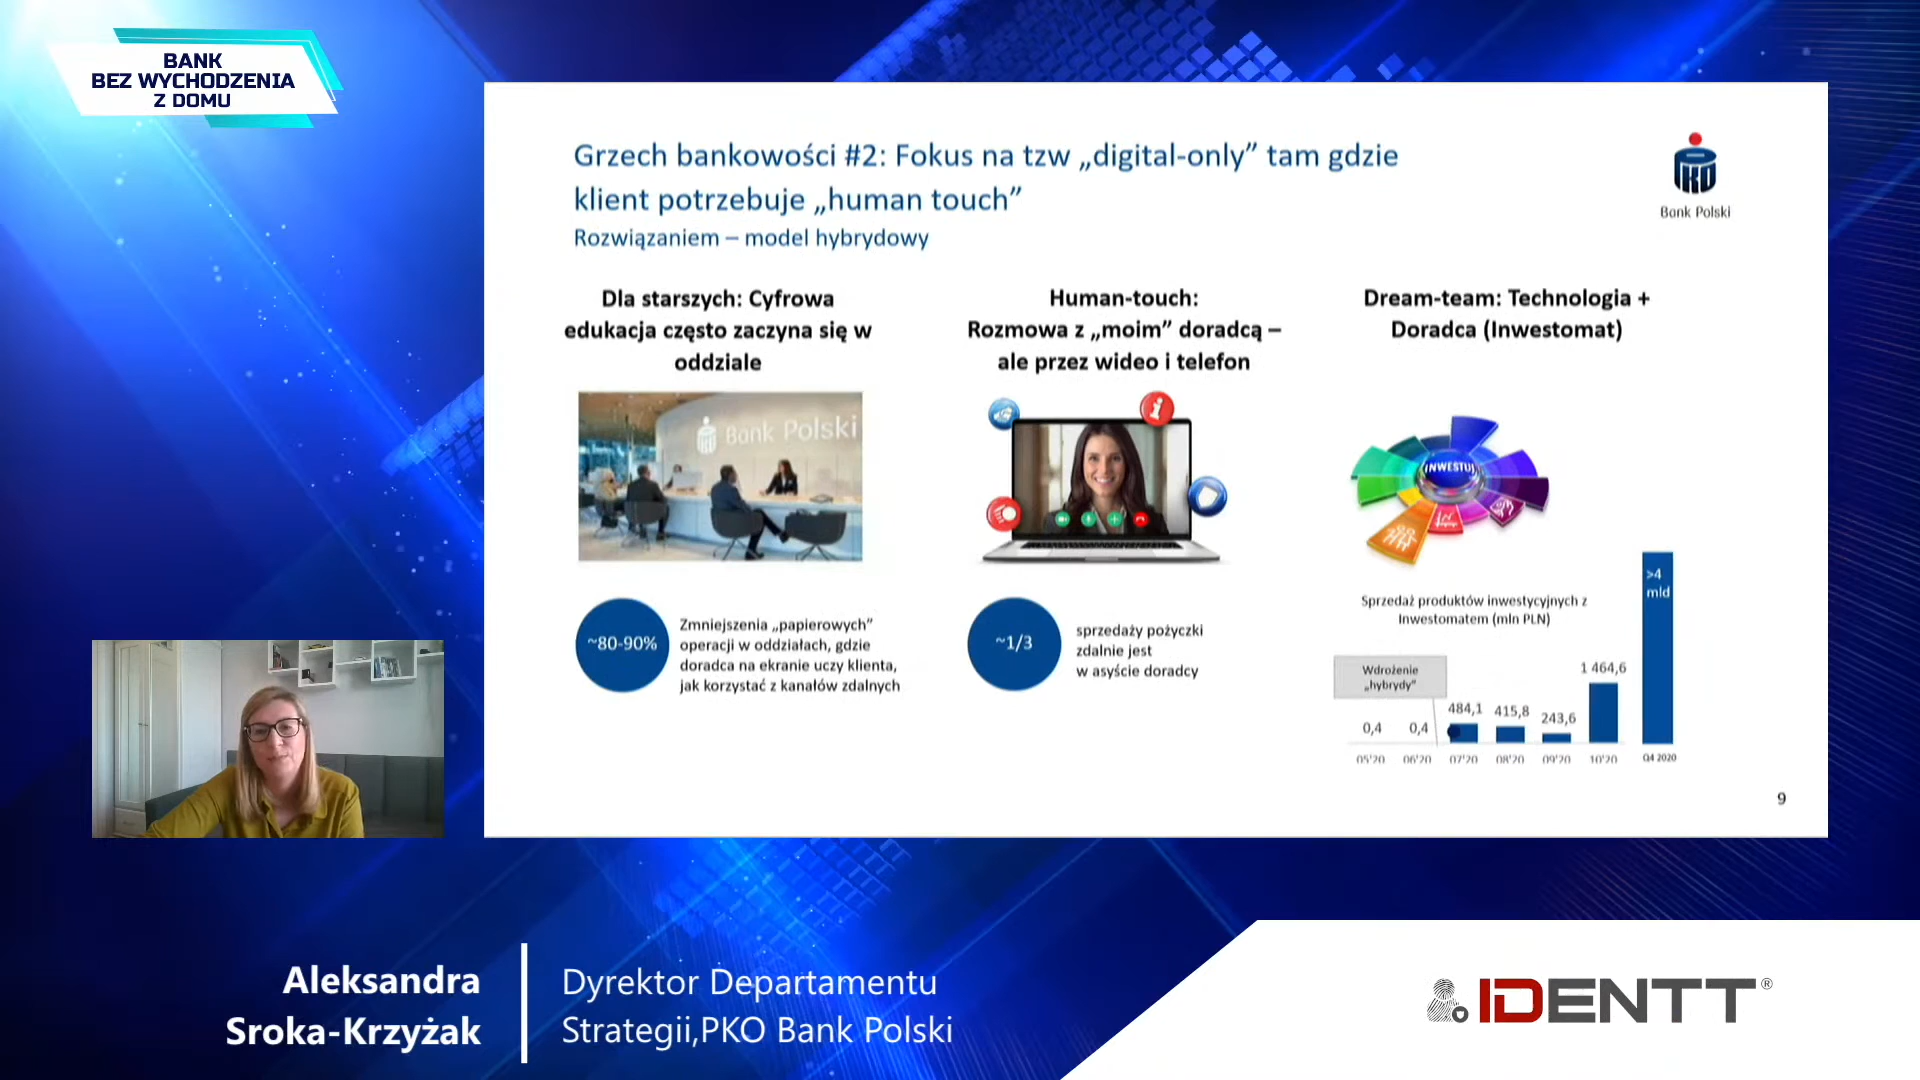 BANK
BEZ WYCHODZENIA
Z DOMU
Grzech bankowości #2: Fokus na tzw „digital-only” tam gdzie
klient potrzebuje „human touch”
Rozwiązaniem – model hybrydowy
PKO
Bank Polski
Dla starszych: Cyfrowa
edukacja często zaczyna się w
oddziale
Bank Polski
~80-90%
Zmniejszenia „papierowych”
operacji w oddziałach, gdzie
doradca na ekranie uczy klienta,
jak korzystać z kanałów zdalnych
Human-touch:
Rozmowa z „moim” doradcą –
ale przez wideo i telefon
~1/3
sprzedaży pożyczki
zdalnie jest
w asyście doradcy
Dream-team: Technologia +
Doradca (Inwestomat)
INWESTUJ
Sprzedaż produktów inwestycyjnych z
Inwestomatem (mln PLN)
Wdrożenie
„hybrydy”
0,4 0,4 484,1 415,8 243,6 1 464,6 >4 mld
05'20 06'20 07'20 08'20 09'20 10'20 Q4 2020
9
Aleksandra
Sroka-Krzyżak
Dyrektor Departamentu
Strategii,PKO Bank Polski
IDENTT®